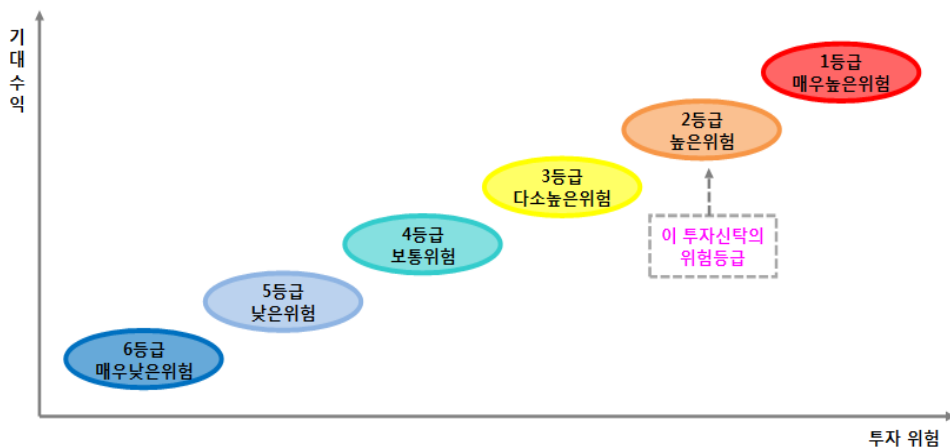 기대수익
1등급
매우높은위험
2등급
높은위험
3등급
다소높은위험
이 투자신탁의
위험등급
4등급
보통위험
5등급
낮은위험
6등급
매우낮은위험
투자 위험